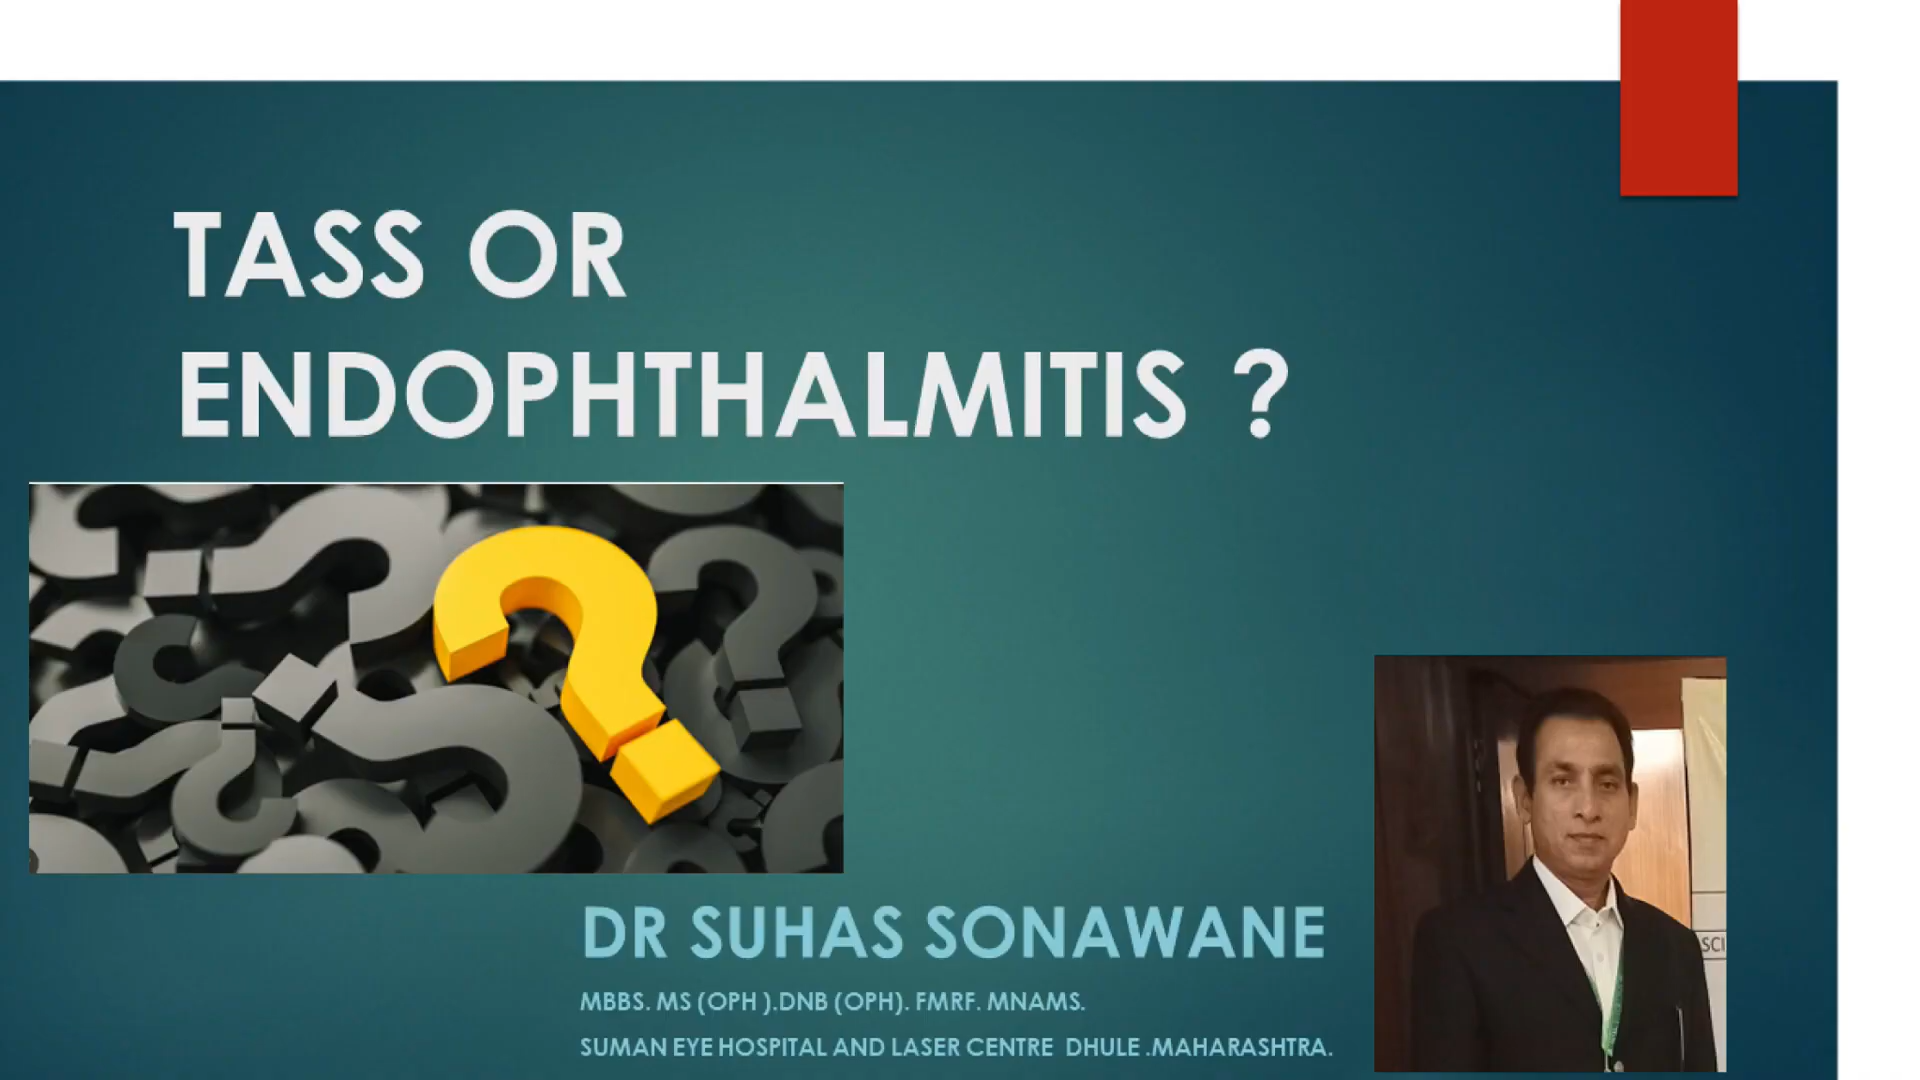 TASS OR
ENDOPHTHALMITIS ?
DR SUHAS SONAWANE
MBBS. MS (OPH ).DNB (OPH). FMRF. MNAMS.
SUMAN EYE HOSPITAL AND LASER CENTRE DHULE .MAHARASHTRA.
SCI